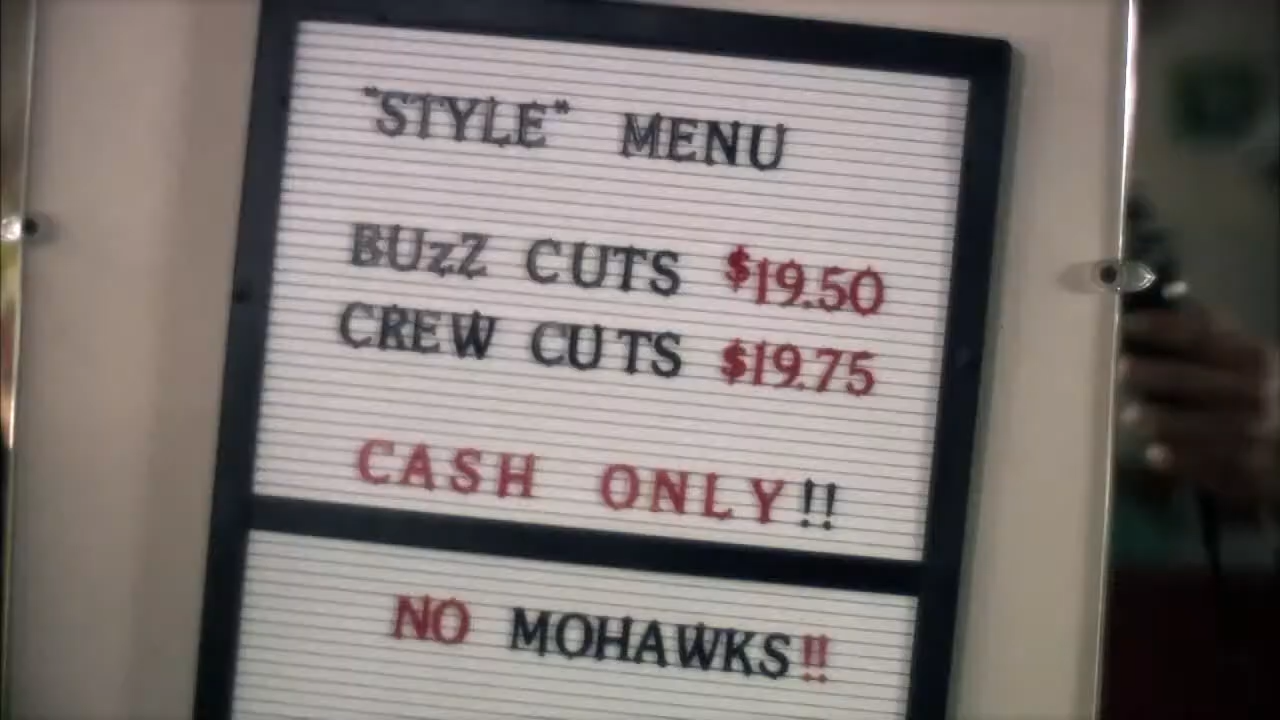 "STYLE" MENU
BUzZ CUTS $19.50
CREW CUTS $19.75
CASH ONLY!!
NO MOHAWKS!!